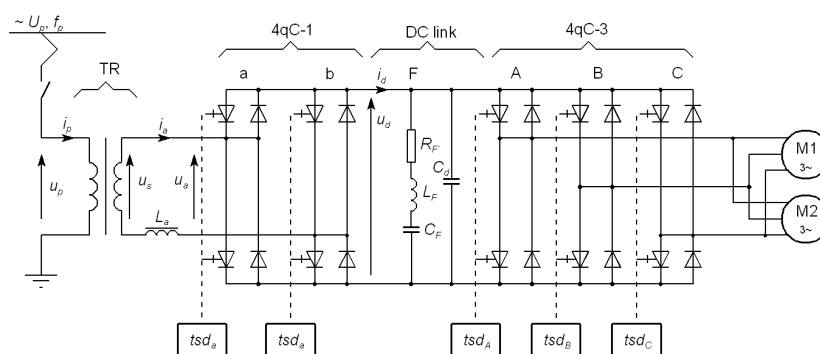 ~ Up, fp
4qC-1
DC link
4qC-3
TR
a
b
id
F
A
B
C
ip
ia
ud
RF
Cd
M1
3~
up
us
ua
LF
La
CF
M2
3~
tsda
tsda
tsdA
tsdB
tsdC